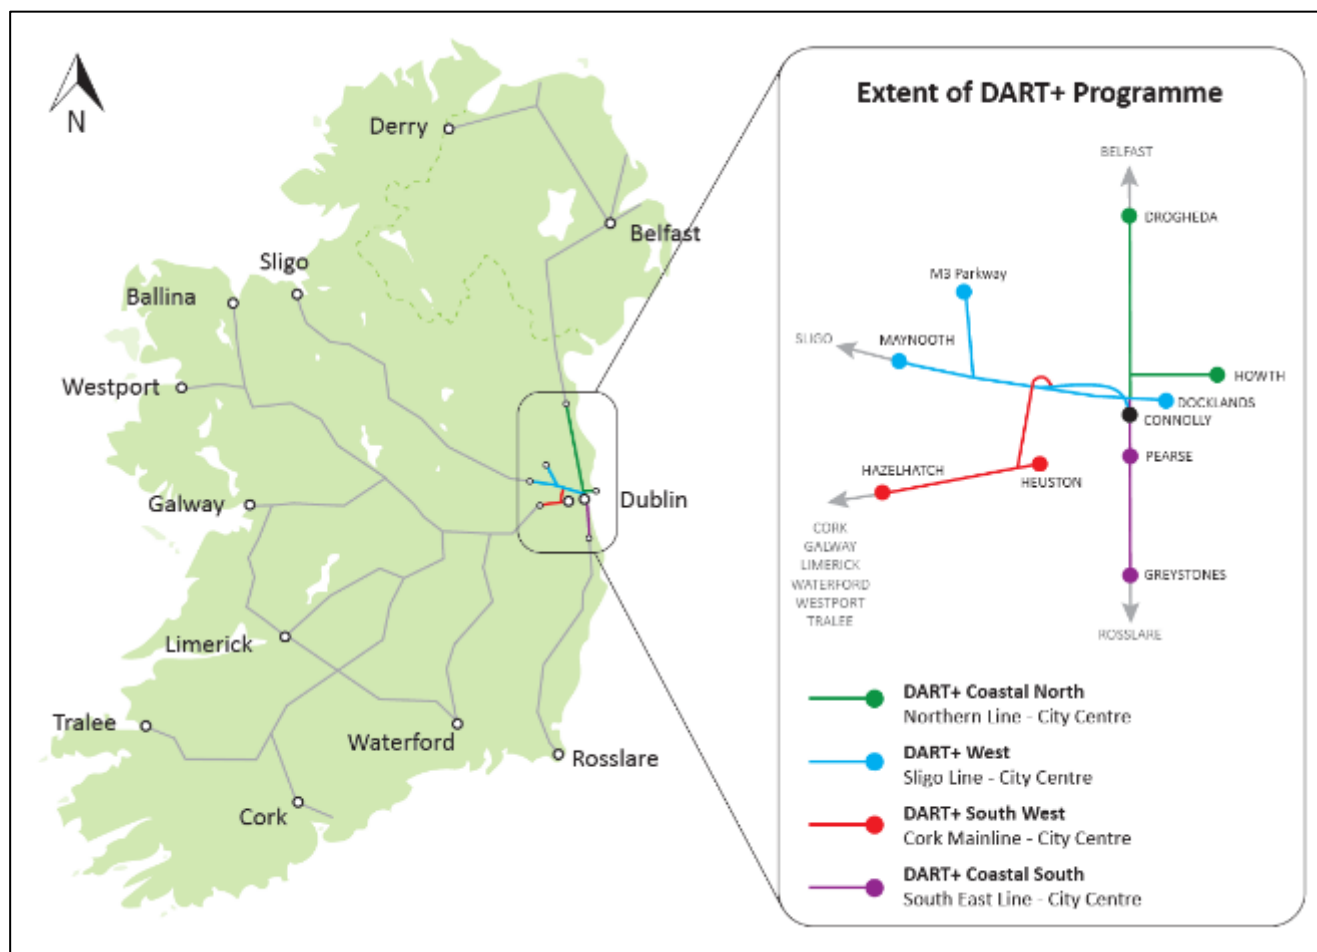 N
Derry
Belfast
Sligo
Ballina
Westport
Galway
Dublin
Limerick
Tralee
Waterford
Rosslare
Cork
Extent of DART+ Programme
BELFAST
DROGHEDA
M3 Parkway
SLIGO
MAYNOOTH
HOWTH
DOCKLANDS
CONNOLLY
PEARSE
HAZELHATCH
HEUSTON
CORK
GALWAY
LIMERICK
WATERFORD
WESTPORT
TRALEE
GREYSTONES
ROSSLARE
DART+ Coastal North
Northern Line - City Centre
DART+ West
Sligo Line - City Centre
DART+ South West
Cork Mainline - City Centre
DART+ Coastal South
South East Line - City Centre